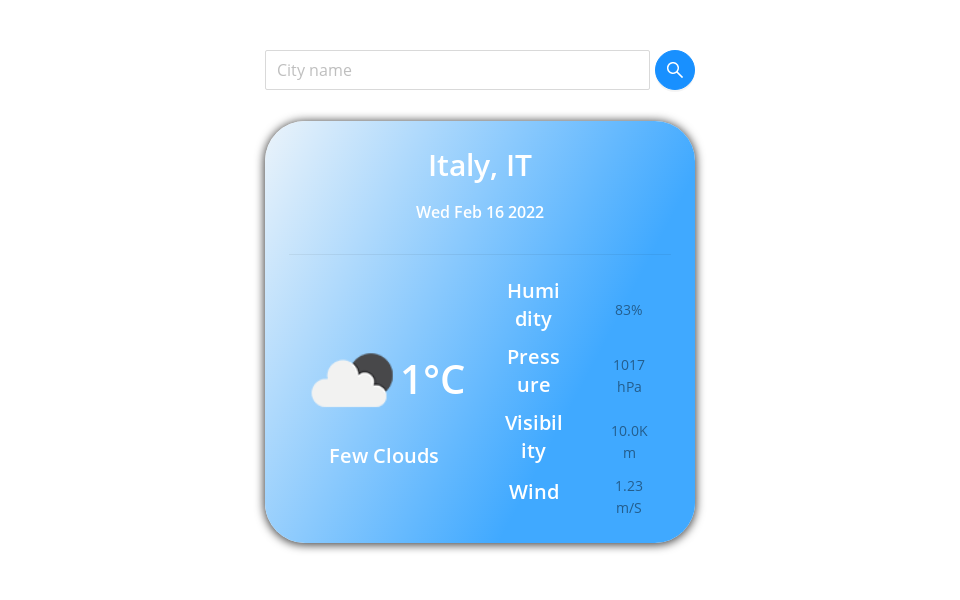 City name
Italy, IT
Wed Feb 16 2022
1°C
Few Clouds
Humi
dity
83%
Press
ure
1017
hPa
Visibil
ity
10.0K
m
Wind
1.23
m/S